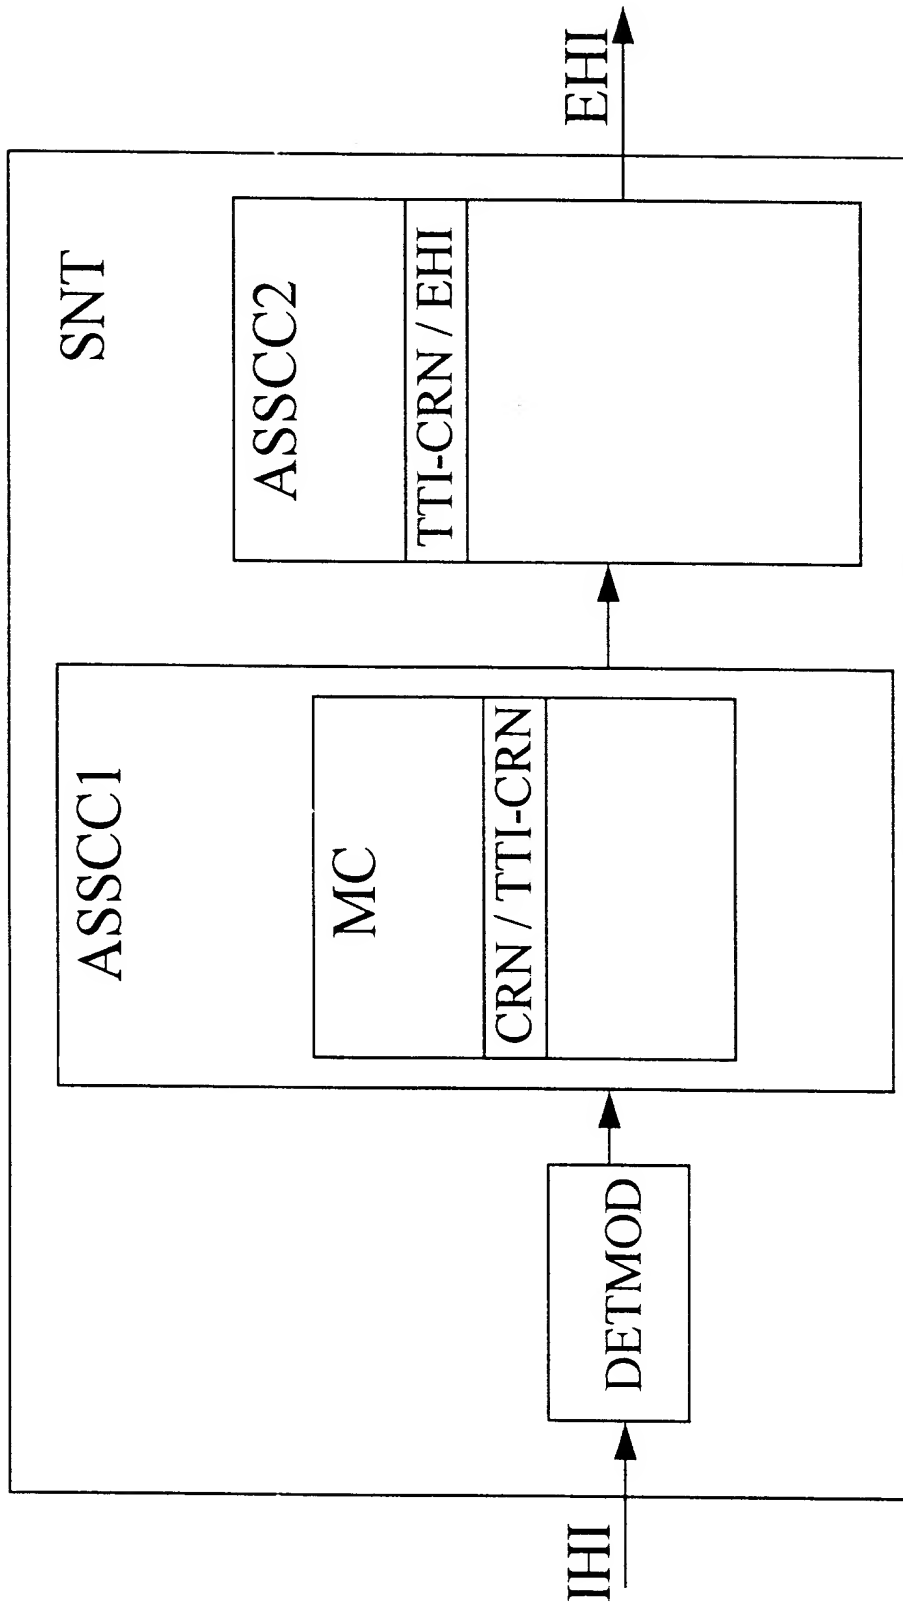 SNT
ASSCC1
ASSCC2
MC
TTI-CRN / EHI
CRN / TTI-CRN
DETMOD
IHI
EHI